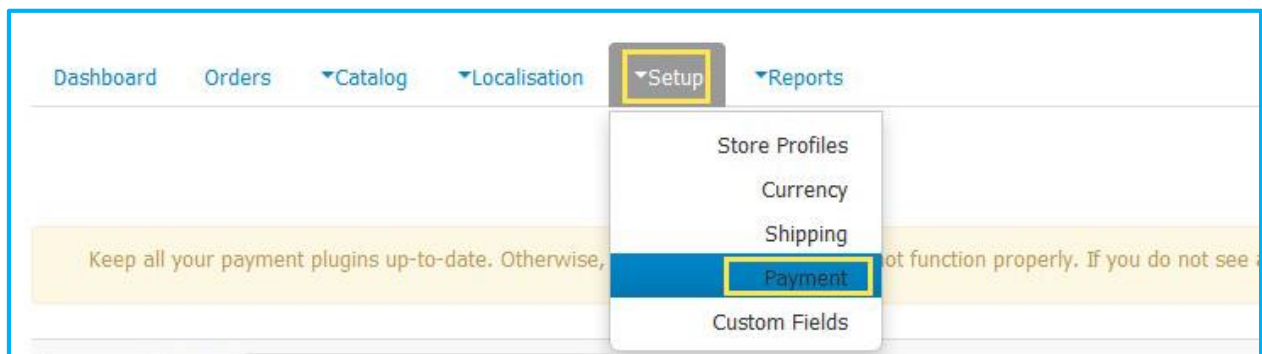 Dashboard Orders Catalog Localisation Setup Reports
Store Profiles
Currency
Shipping
Keep all your payment plugins up-to-date. Otherwise, ot function properly. If you do not see
Payment
Custom Fields